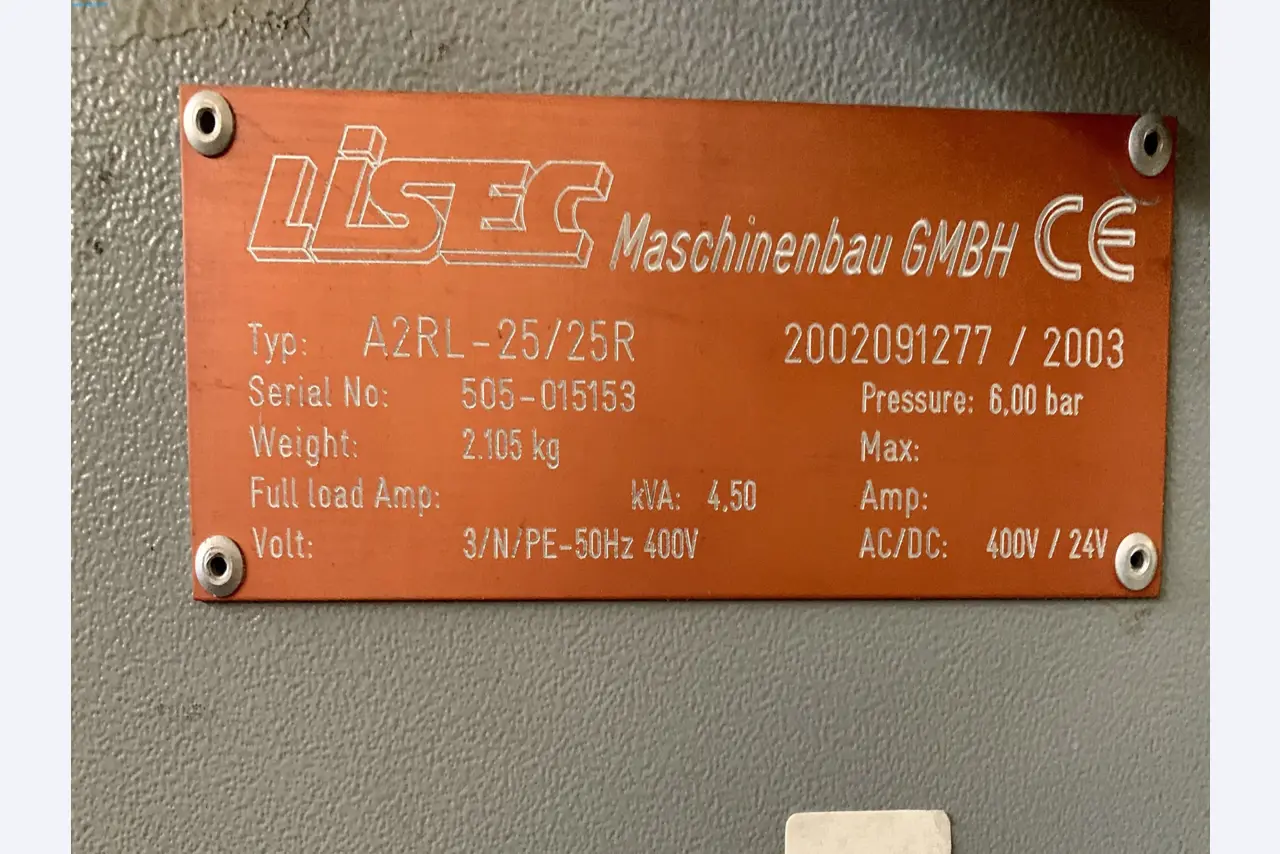 LiSEC Maschinenbau GMBH CE
Typ: A2RL-25/25R 2002091277 / 2003
Serial No: 505-015153 Pressure: 6,00 bar
Weight: 2.105 kg Max:
Full load Amp: kVA: 4,50 Amp:
Volt: 3/N/PE-50Hz 400V AC/DC: 400V / 24V